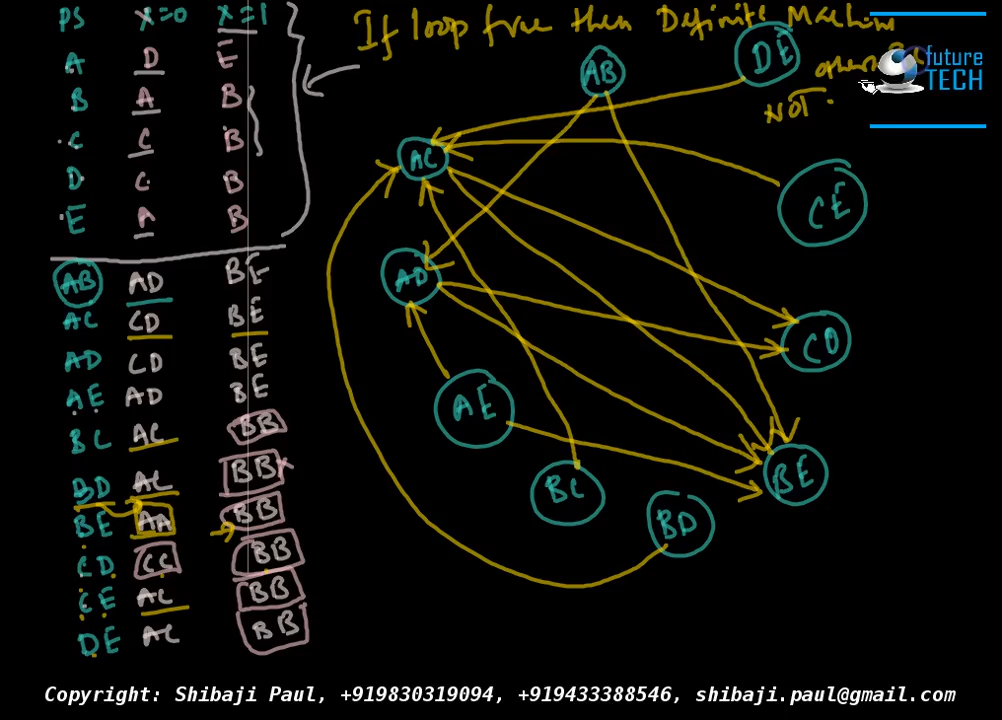 PS X=0 X=1
A D E
B A B
C C B
D C B
E A B
AB AD BE
AC CD BE
AD CD BE
AE AD BE
BC AC BB
BD AC BB
BE AA BB
CD CC BB
CE AC BB
DE AC BB
If loop free then Definite Machine
NOT.
AB
DE
AC
CE
AD
CD
AE
BC
BE
BD
future
TECH
Copyright: Shibaji Paul, +919830319094, +919433388546, shibaji.paul@gmail.com